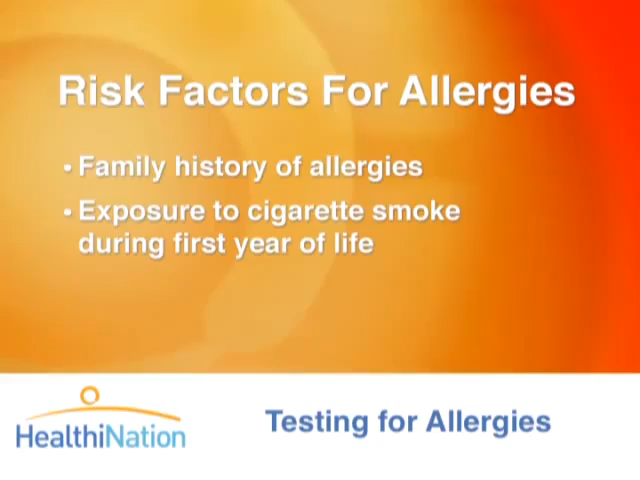 Risk Factors For Allergies
• Family history of allergies
• Exposure to cigarette smoke
during first year of life
HealthiNation
Testing for Allergies